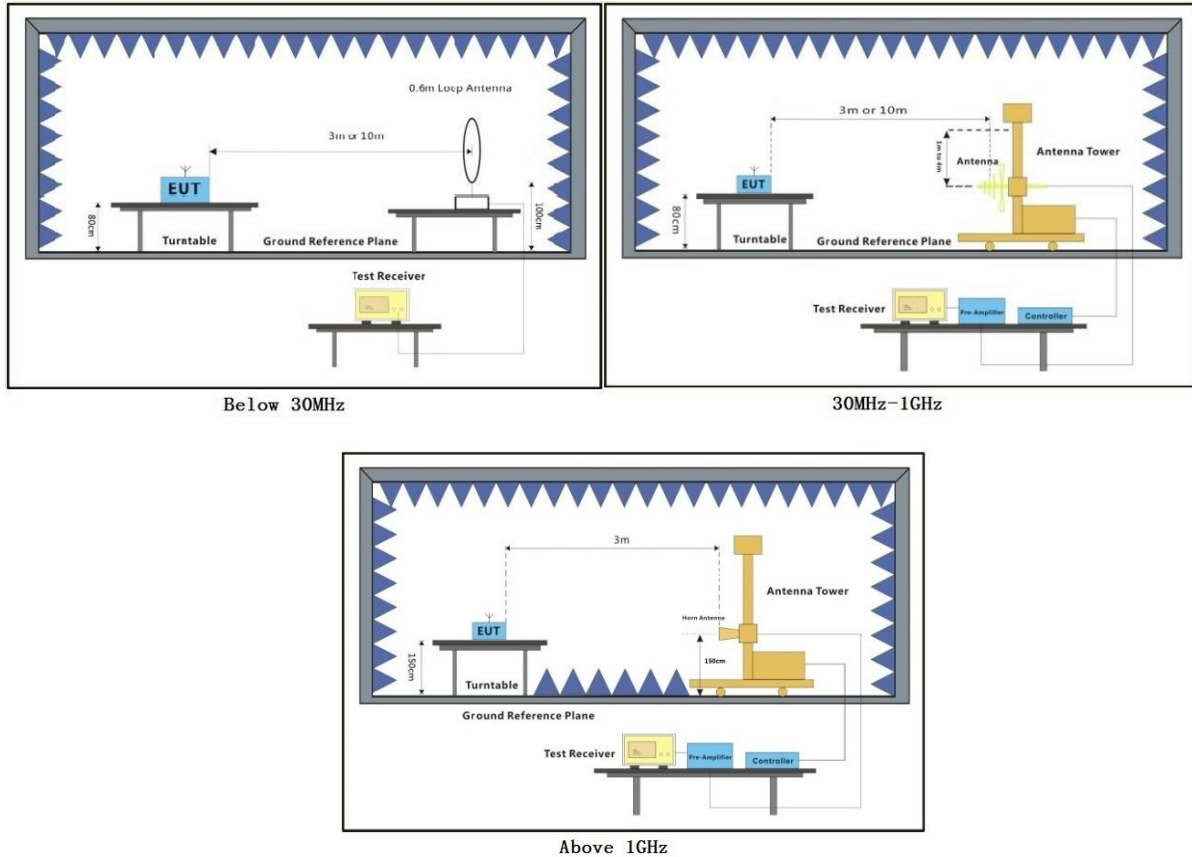 0.6m Loop Antenna
3m or 10m
EUT
80cm
100cm
Turntable
Ground Reference Plane
Test Receiver
Below 30MHz
3m or 10m
1m to 4m
Antenna
Antenna Tower
EUT
80cm
Turntable
Ground Reference Plane
Test Receiver
Pre-Amplifier
Controller
30MHz-1GHz
3m
Antenna Tower
Horn Antenna
EUT
150cm
150cm
Turntable
Ground Reference Plane
Test Receiver
Pre-Amplifier
Controller
Above 1GHz